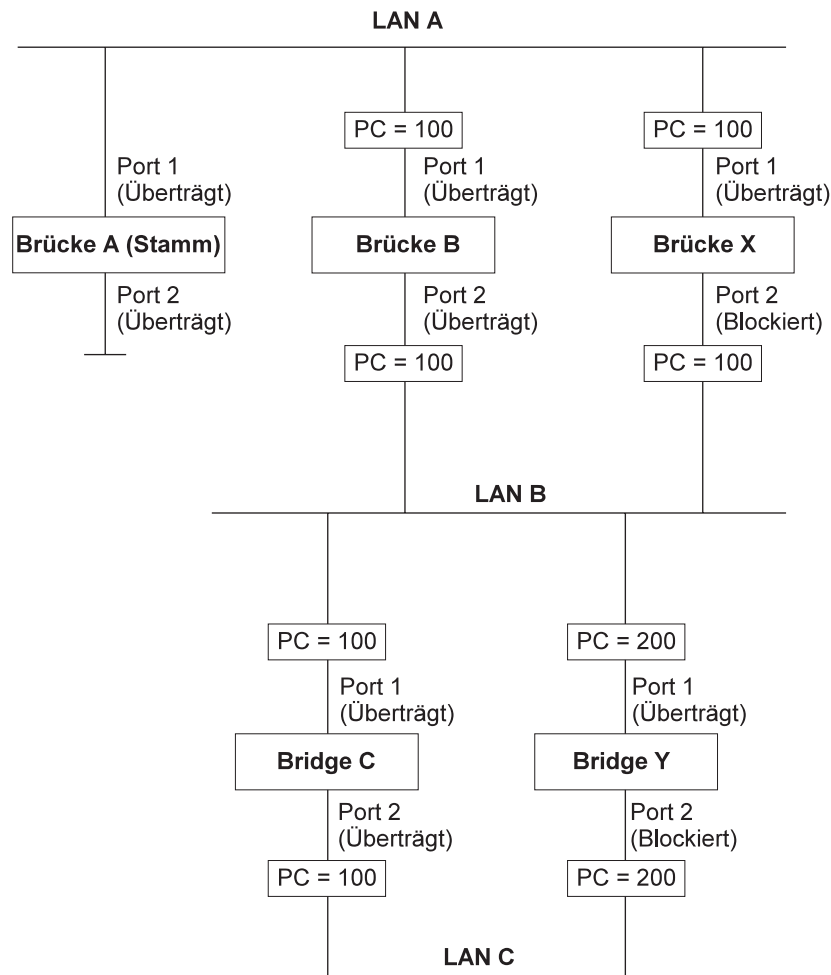 LAN A
PC = 100
PC = 100
Port 1
(Überträgt)
Port 1
(Überträgt)
Port 1
(Überträgt)
Brücke A (Stamm)
Brücke B
Brücke X
Port 2
(Überträgt)
Port 2
(Überträgt)
Port 2
(Blockiert)
PC = 100
PC = 100
LAN B
PC = 100
PC = 200
Port 1
(Überträgt)
Port 1
(Überträgt)
Bridge C
Bridge Y
Port 2
(Überträgt)
Port 2
(Blockiert)
PC = 100
PC = 200
LAN C